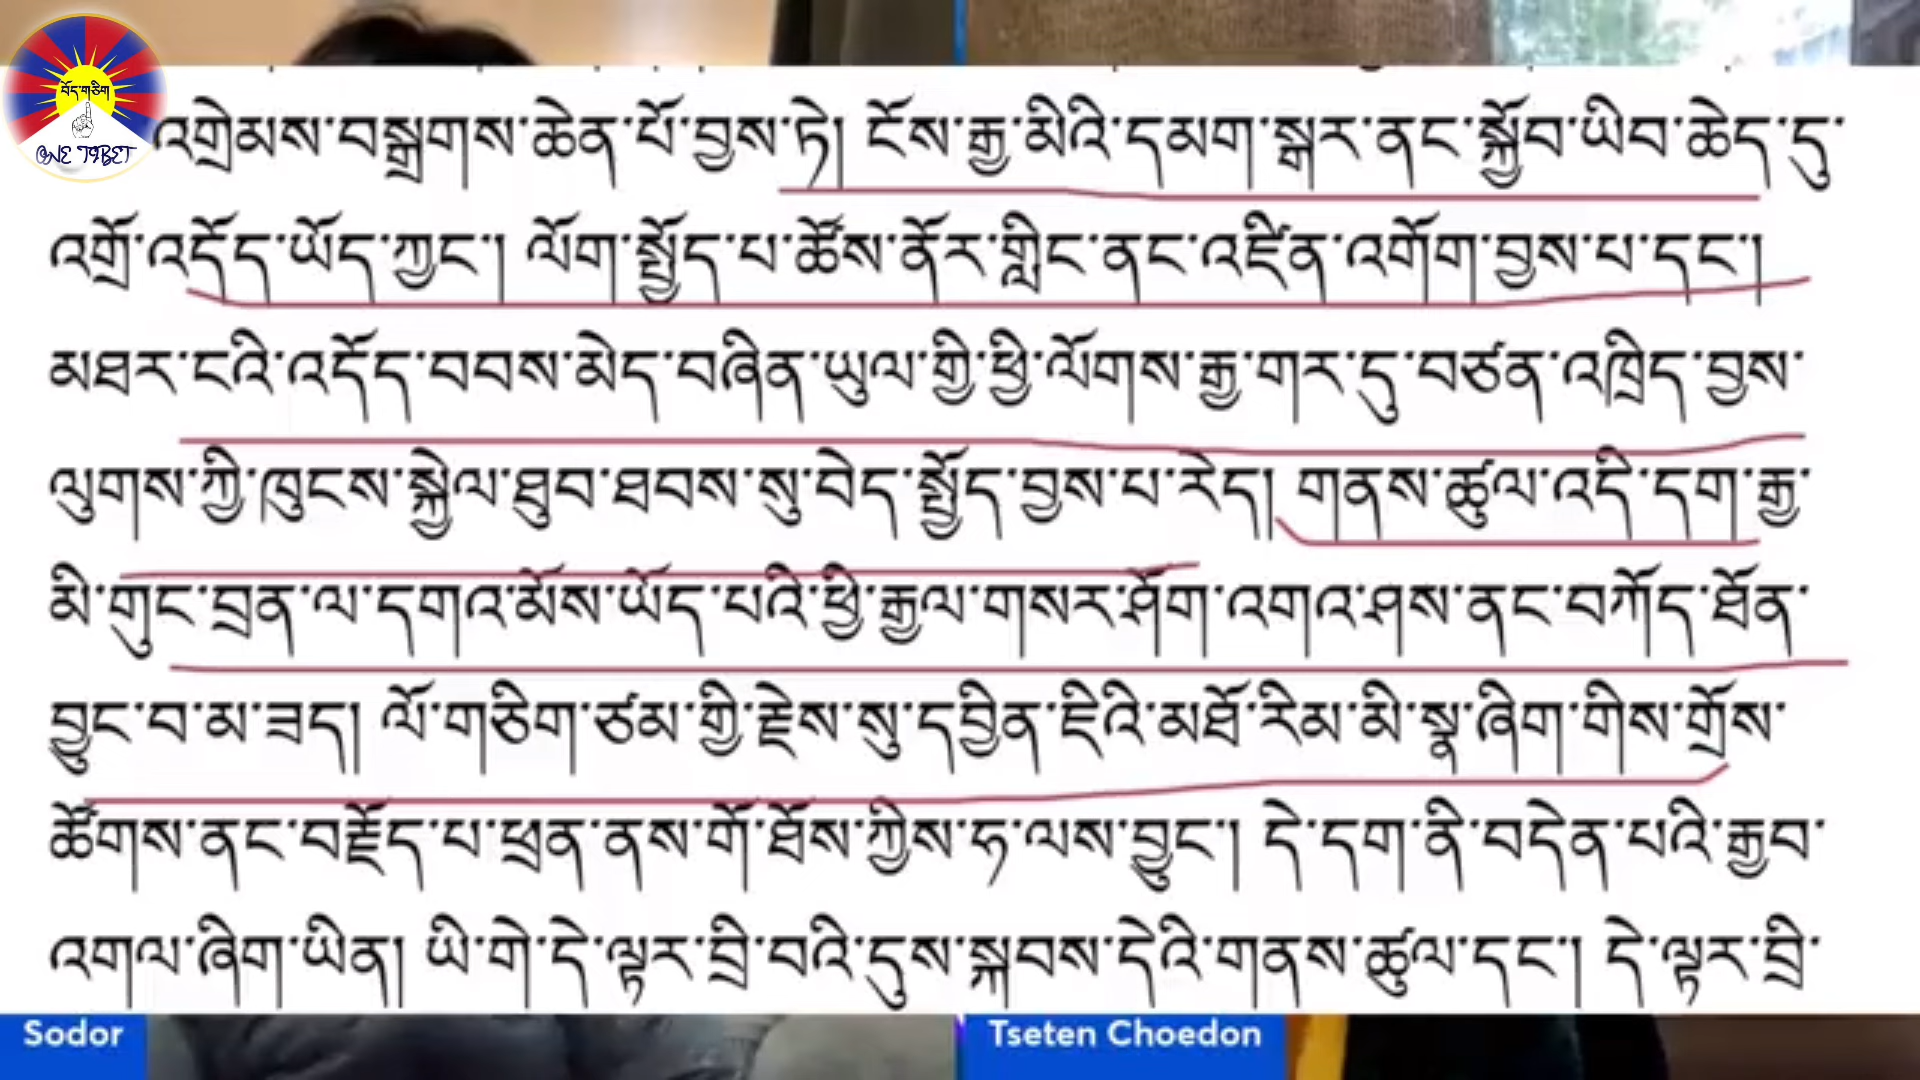 བོད་གཅིག
ONE TIBET
འགྲེམས་བསྒྲགས་ཆེན་པོ་བྱས་ཏེ། ངོས་རྒྱ་མིའི་དམག་སྒར་ནང་སྐྱོབ་ཡིབ་ཆེད་དུ་
འགྲོ་འདོད་ཡོད་ཀྱང་། ལོག་སྤྱོད་པ་ཚོས་ནོར་གླིང་ནང་འཛིན་འགོག་བྱས་པ་དང་།
མཐར་ངའི་འདོད་བབས་མེད་བཞིན་ཡུལ་གྱི་ཕྱི་ལོགས་རྒྱ་གར་དུ་བཙན་འཁྲིད་བྱས་
ལུགས་ཀྱི་ཁུངས་སྐྱེལ་ཐུབ་ཐབས་སུ་བེད་སྤྱོད་བྱས་པ་རེད། གནས་ཚུལ་འདི་དག་རྒྱ་
མི་གུང་བྲན་ལ་དགའ་མོས་ཡོད་པའི་ཕྱི་རྒྱལ་གསར་ཤོག་འགའ་ཤས་ནང་བཀོད་ཐོན་
བྱུང་བ་མ་ཟད། ལོ་གཅིག་ཙམ་གྱི་རྗེས་སུ་དབྱིན་ཇིའི་མཐོ་རིམ་མི་སྣ་ཞིག་གིས་གྲོས་
ཚོགས་ནང་བརྗོད་པ་ཕྲན་ནས་གོ་ཐོས་ཀྱིས་ཧ་ལས་བྱུང་། དེ་དག་ནི་བདེན་པའི་རྒྱབ་
འགལ་ཞིག་ཡིན། ཡི་གེ་དེ་ལྟར་བྲི་བའི་དུས་སྐབས་དེའི་གནས་ཚུལ་དང་། དེ་ལྟར་བྲི་
Sodor
Tseten Choedon